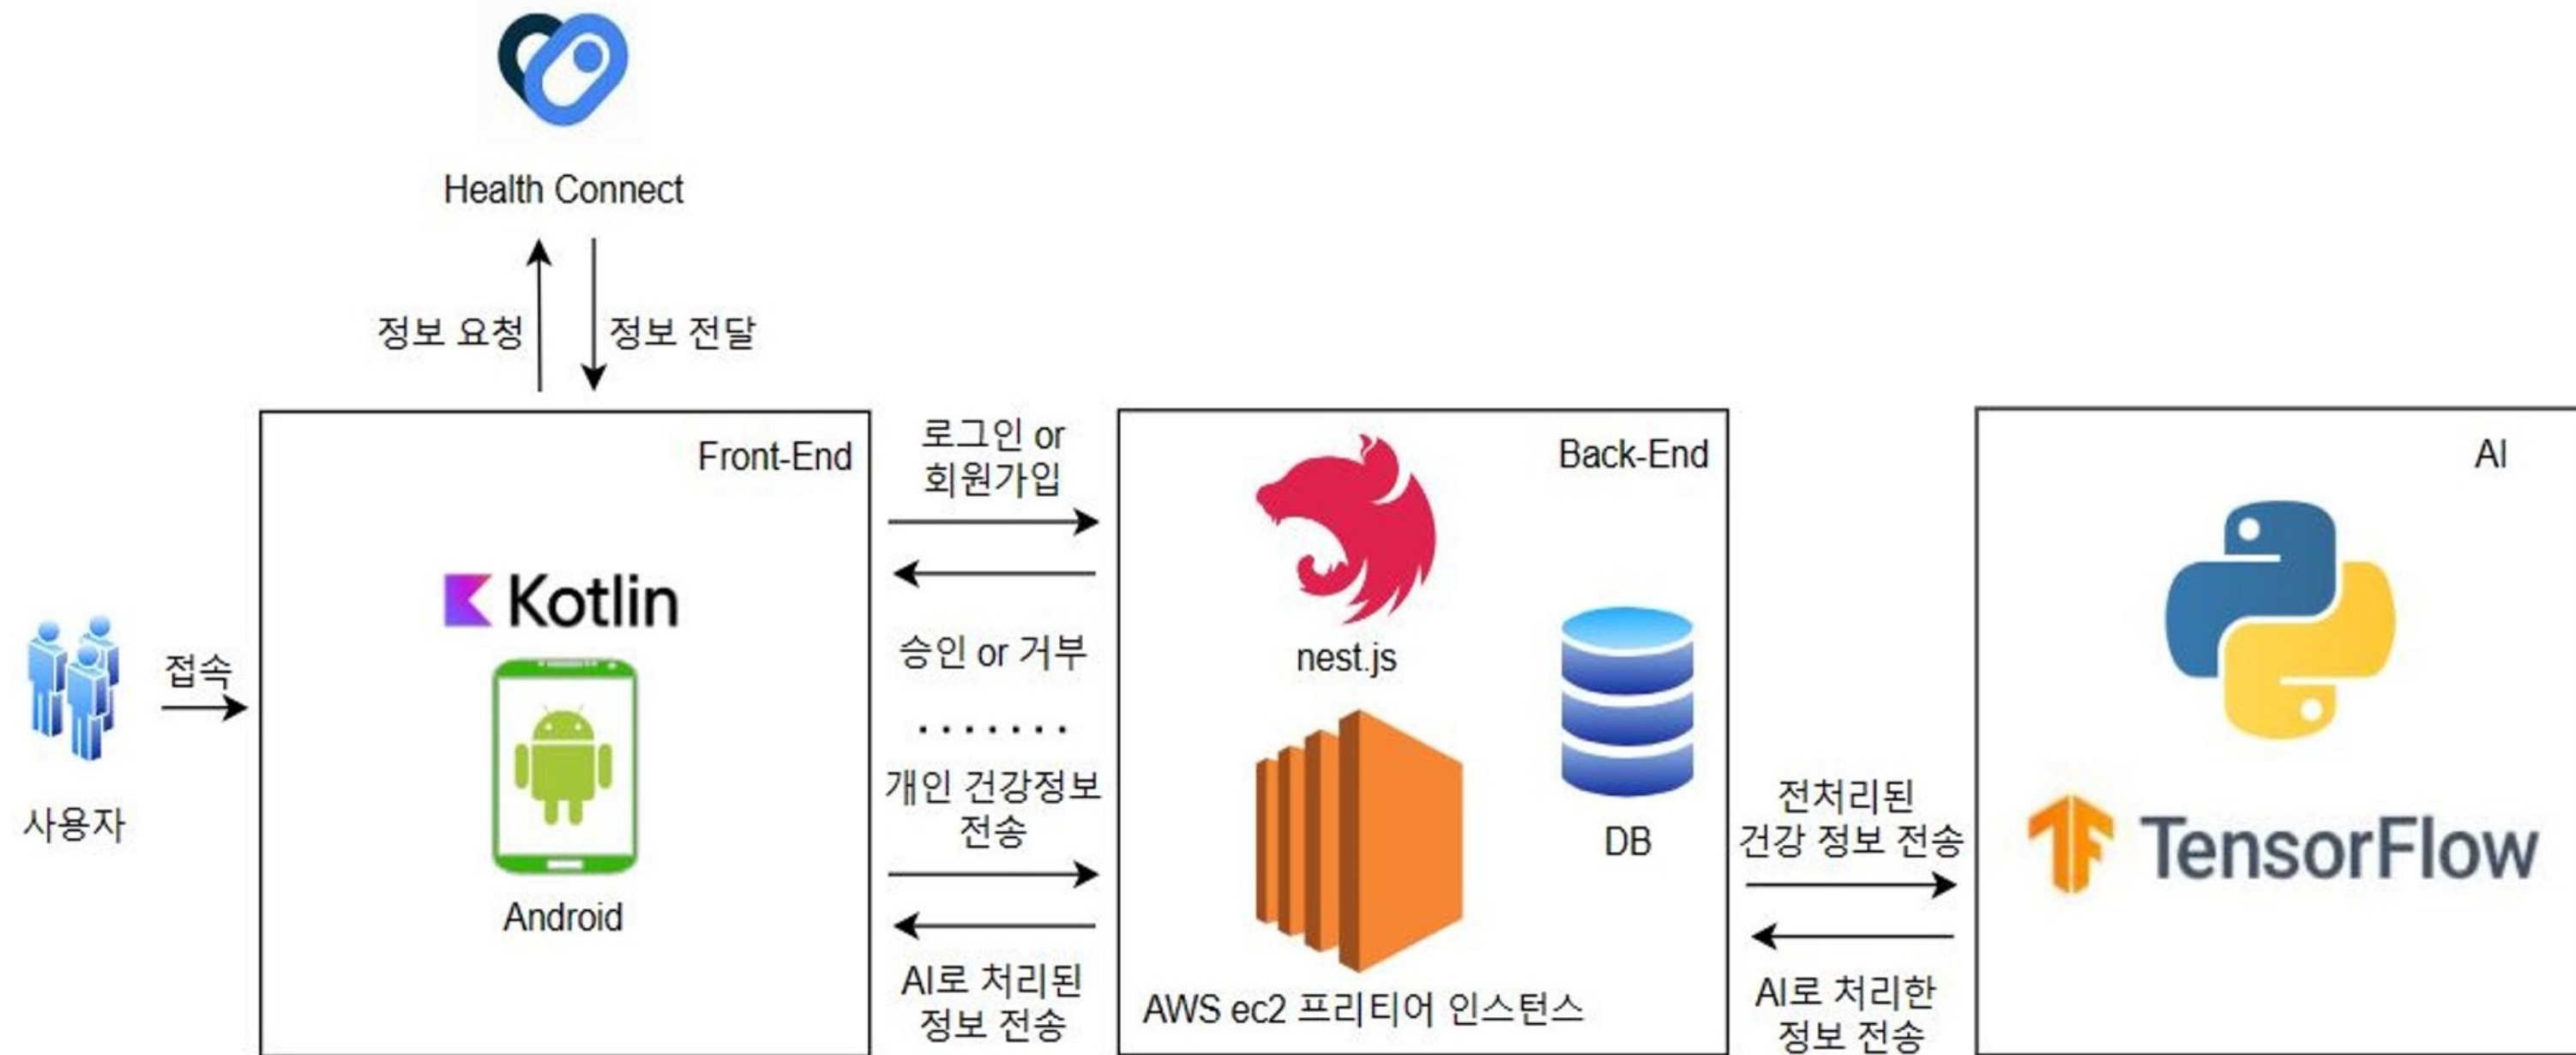 Health Connect
정보 요청
정보 전달
Front-End
Kotlin
Android
사용자
접속
로그인 or
회원가입
승인 or 거부
.......
개인 건강정보
전송
AI로 처리된
정보 전송
Back-End
nest.js
DB
AWS ec2 프리티어 인스턴스
전처리된
건강 정보 전송
AI로 처리한
정보 전송
AI
TensorFlow